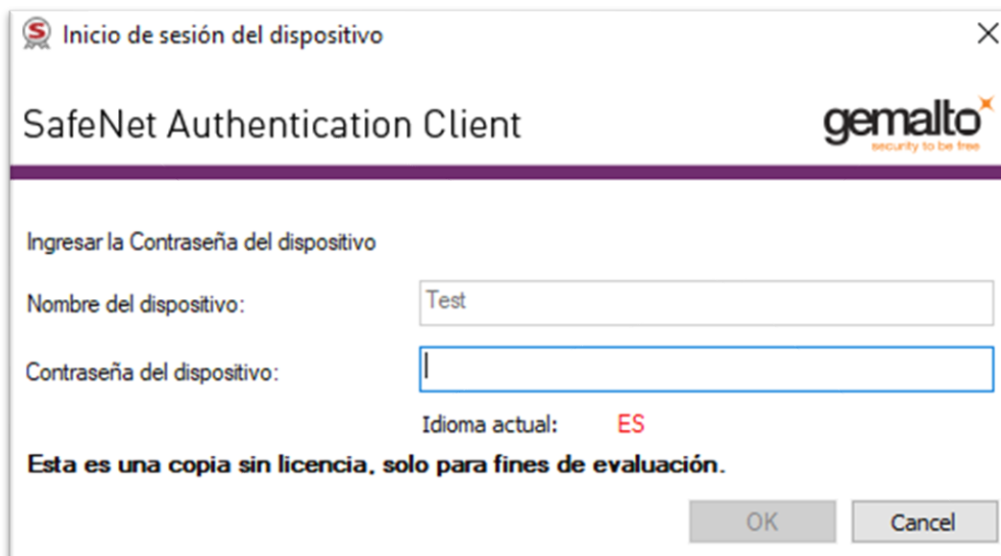 Inicio de sesión del dispositivo
SafeNet Authentication Client
gemalto
security to be free
Ingresar la Contraseña del dispositivo
Nombre del dispositivo: Test
Contraseña del dispositivo:
Idioma actual: ES
Esta es una copia sin licencia, solo para fines de evaluación.
OK Cancel